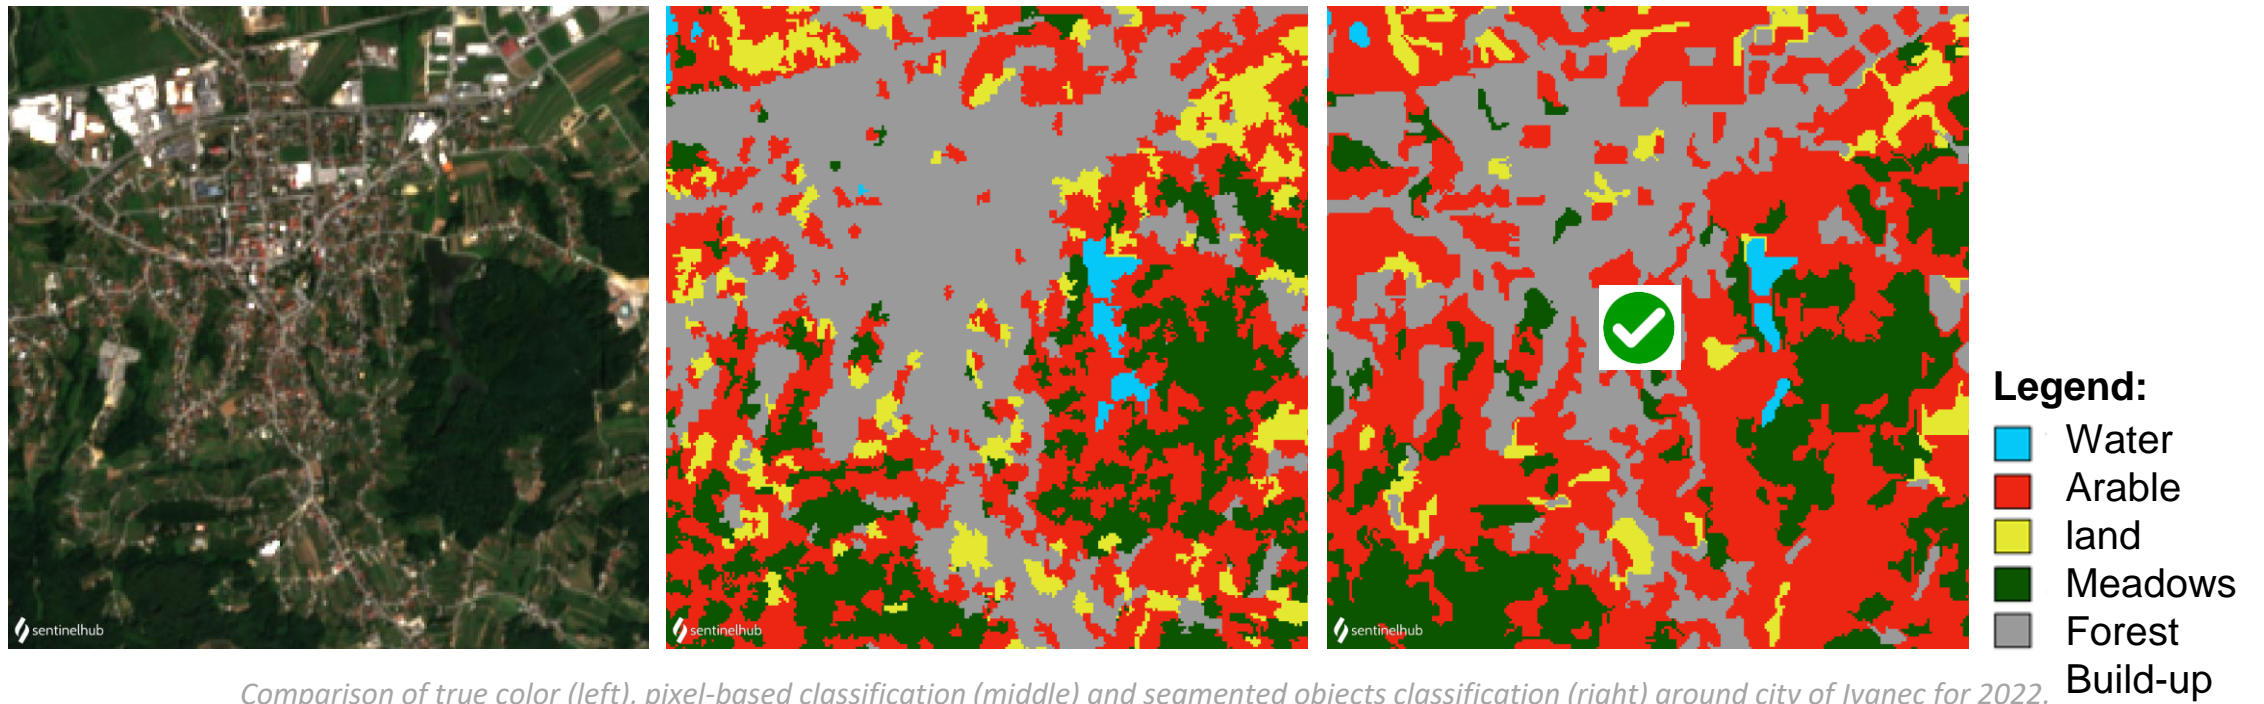 sentinelhub
sentinelhub
sentinelhub
Legend:
Water
Arable
land
Meadows
Forest
Build-up
Comparison of true color (left), pixel-based classification (middle) and segmented objects classification (right) around city of Ivanec for 2022.